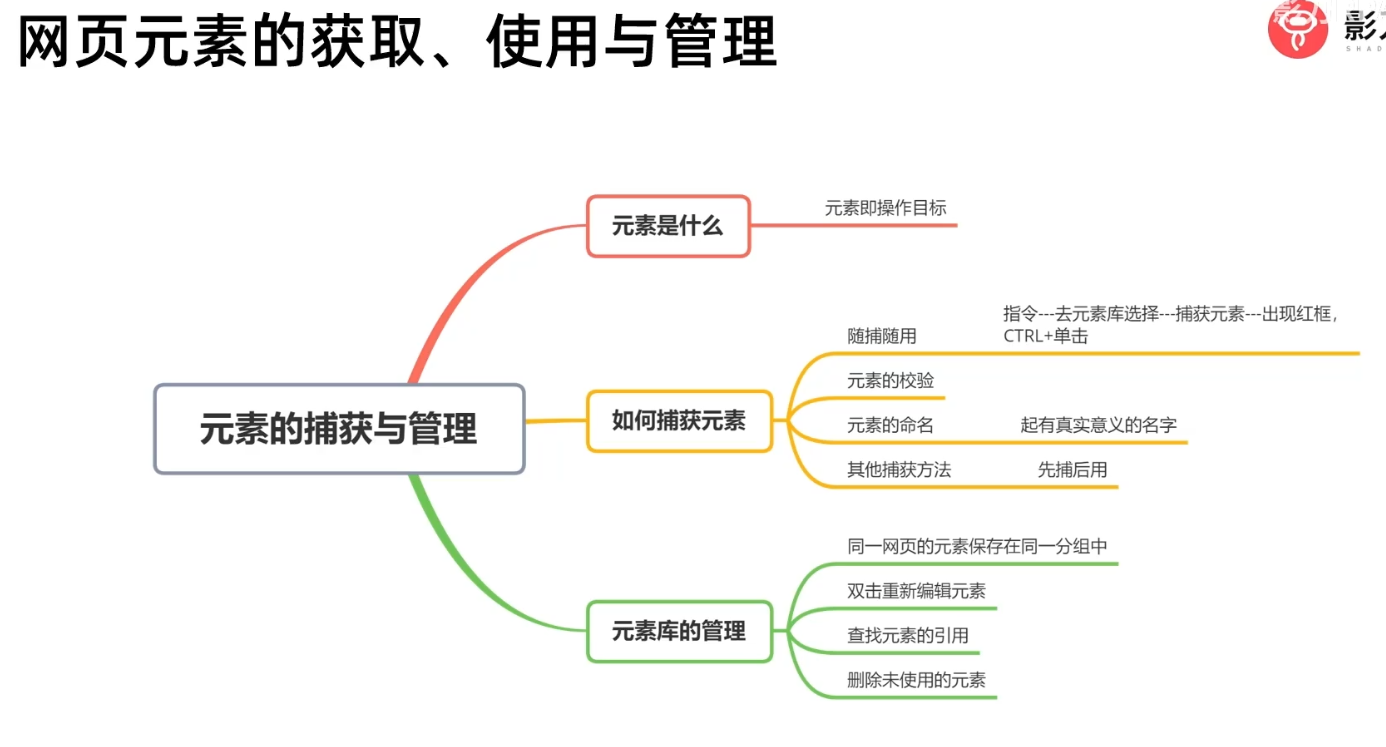 网页元素的获取、使用与管理
影
SHAD
元素是什么
元素即操作目标
元素的捕获与管理
如何捕获元素
随捕随用
指令---去元素库选择---捕获元素---出现红框，
CTRL+单击
元素的校验
元素的命名
起有真实意义的名字
其他捕获方法
先捕后用
元素库的管理
同一网页的元素保存在同一分组中
双击重新编辑元素
查找元素的引用
删除未使用的元素